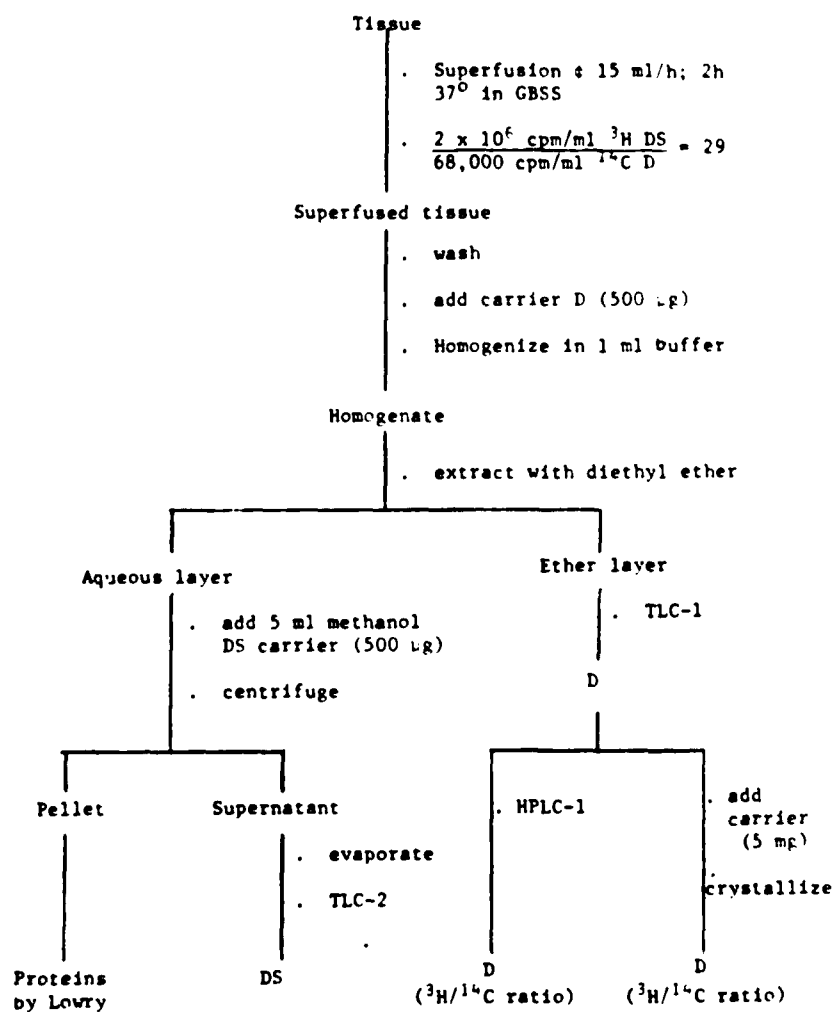 Tissue
. Superfusion ¢ 15 ml/h; 2h
37° in GBSS
. 2 x 10⁶ cpm/ml ³H DS
68,000 cpm/ml ¹⁴C D = 29
Superfused tissue
. wash
. add carrier D (500 µg)
. Homogenize in 1 ml buffer
Homogenate
. extract with diethyl ether
Aqueous layer
Ether layer
. add 5 ml methanol
DS carrier (500 µg)
. centrifuge
. TLC-1
D
Pellet
Supernatant
. evaporate
. TLC-2
. HPLC-1
. add
carrier
(5 mg)
. crystallize
Proteins
by Lowry
DS
D
(³H/¹⁴C ratio)
D
(³H/¹⁴C ratio)